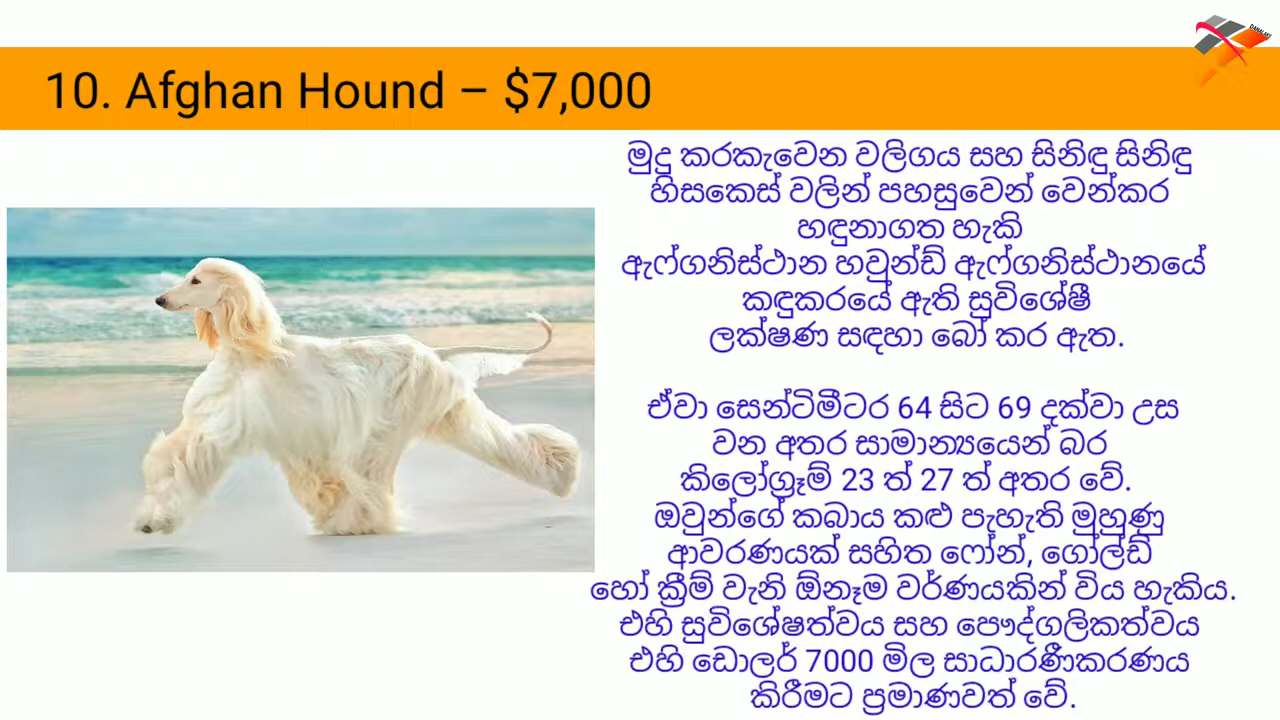 10. Afghan Hound – $7,000
මුදු කරකැවෙන වලිගය සහ සිනිඳු සිනිඳු
හිසකෙස් වලින් පහසුවෙන් වෙන්කර
හඳුනාගත හැකි
ඇෆ්ගනිස්ථාන හවුන්ඩ් ඇෆ්ගනිස්ථානයේ
කඳුකරයේ ඇති සුවිශේෂී
ලක්ෂණ සඳහා බෝ කර ඇත.
ඒවා සෙන්ටිමීටර 64 සිට 69 දක්වා උස
වන අතර සාමාන්‍යයෙන් බර
කිලෝග්‍රෑම් 23 ත් 27 ත් අතර වේ.
ඔවුන්ගේ කබාය කළු පැහැති මුහුණු
ආවරණයක් සහිත ෆෝන්, ගෝල්ඩ්
හෝ ක්‍රීම් වැනි ඕනෑම වර්ණයකින් විය හැකිය.
එහි සුවිශේෂත්වය සහ පෞද්ගලිකත්වය
එහි ඩොලර් 7000 මිල සාධාරණීකරණය
කිරීමට ප්‍රමාණවත් වේ.